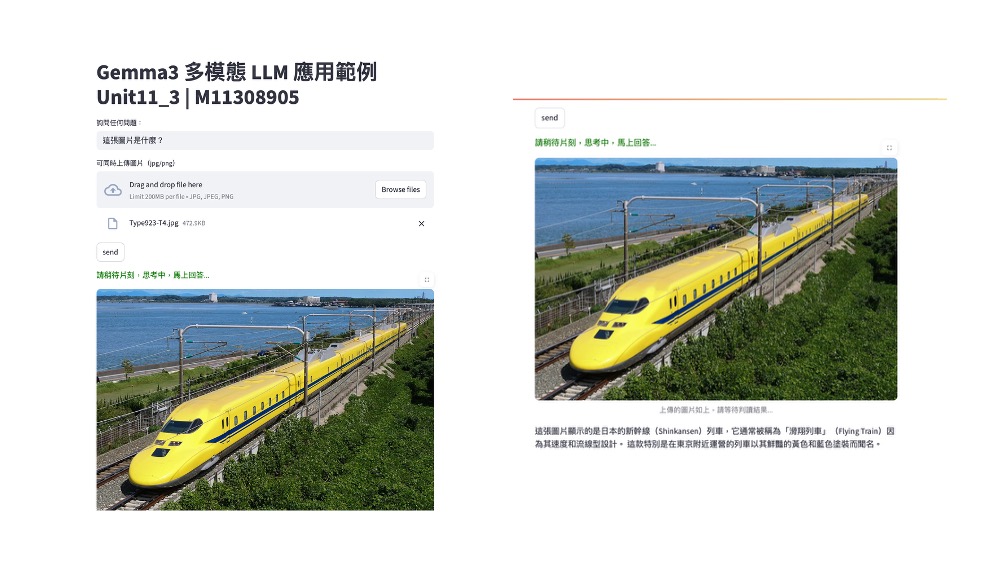 Gemma3 多模態 LLM 應用範例
Unit11_3 | M11308905
詢問任何問題：
這張圖片是什麼？
可同時上傳圖片（jpg/png）
Drag and drop file here
Limit 200MB per file • JPG, JPEG, PNG
Browse files
Type923-T4.jpg 472.9KB
send
請稍待片刻，思考中，馬上回答...
send
請稍待片刻，思考中，馬上回答...
上傳的圖片如上，請等待判讀結果...
這張圖片顯示的是日本的新幹線（Shinkansen）列車，它通常被稱為「滑翔列車」（Flying Train）因
為其速度和流線型設計。 這款特別是在東京附近運營的列車以其鮮豔的黃色和藍色塗裝而聞名。